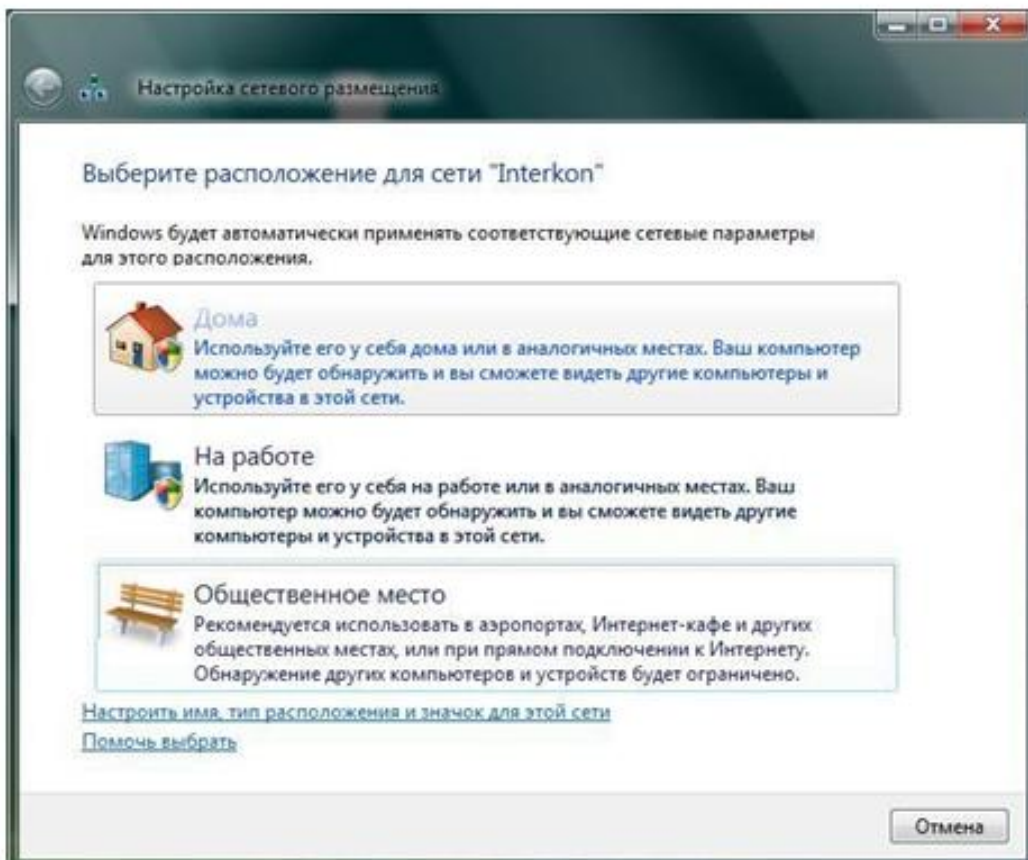 Настройка сетевого размещения
Выберите расположение для сети "Interkon"
Windows будет автоматически применять соответствующие сетевые параметры
для этого расположения.
Дома
Используйте его у себя дома или в аналогичных местах. Ваш компьютер
можно будет обнаружить и вы сможете видеть другие компьютеры и
устройства в этой сети.
На работе
Используйте его у себя на работе или в аналогичных местах. Ваш
компьютер можно будет обнаружить и вы сможете видеть другие
компьютеры и устройства в этой сети.
Общественное место
Рекомендуется использовать в аэропортах, Интернет-кафе и других
общественных местах, или при прямом подключении к Интернету.
Обнаружение других компьютеров и устройств будет ограничено.
Настроить имя, тип расположения и значок для этой сети
Помочь выбрать
Отмена